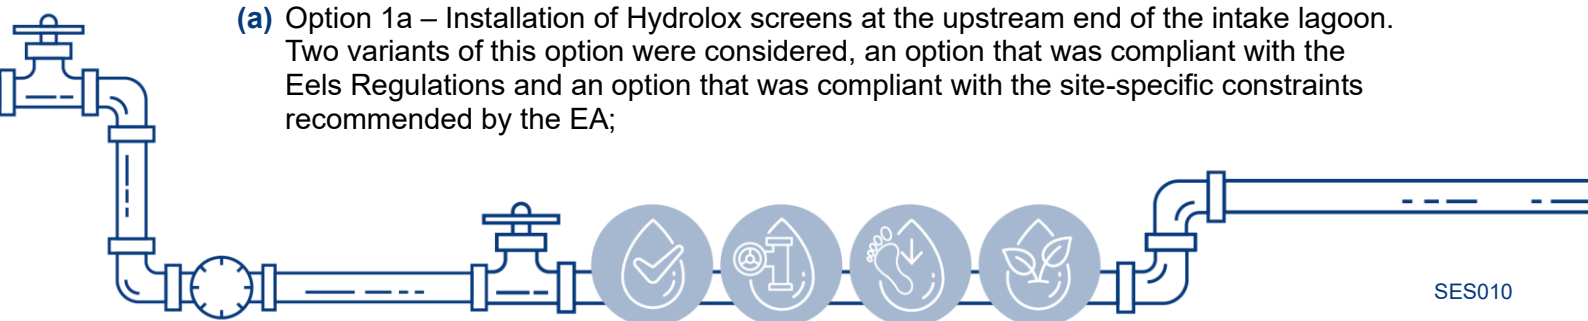 (a) Option 1a – Installation of Hydrolox screens at the upstream end of the intake lagoon.
Two variants of this option were considered, an option that was compliant with the
Eels Regulations and an option that was compliant with the site-specific constraints
recommended by the EA;
SES010